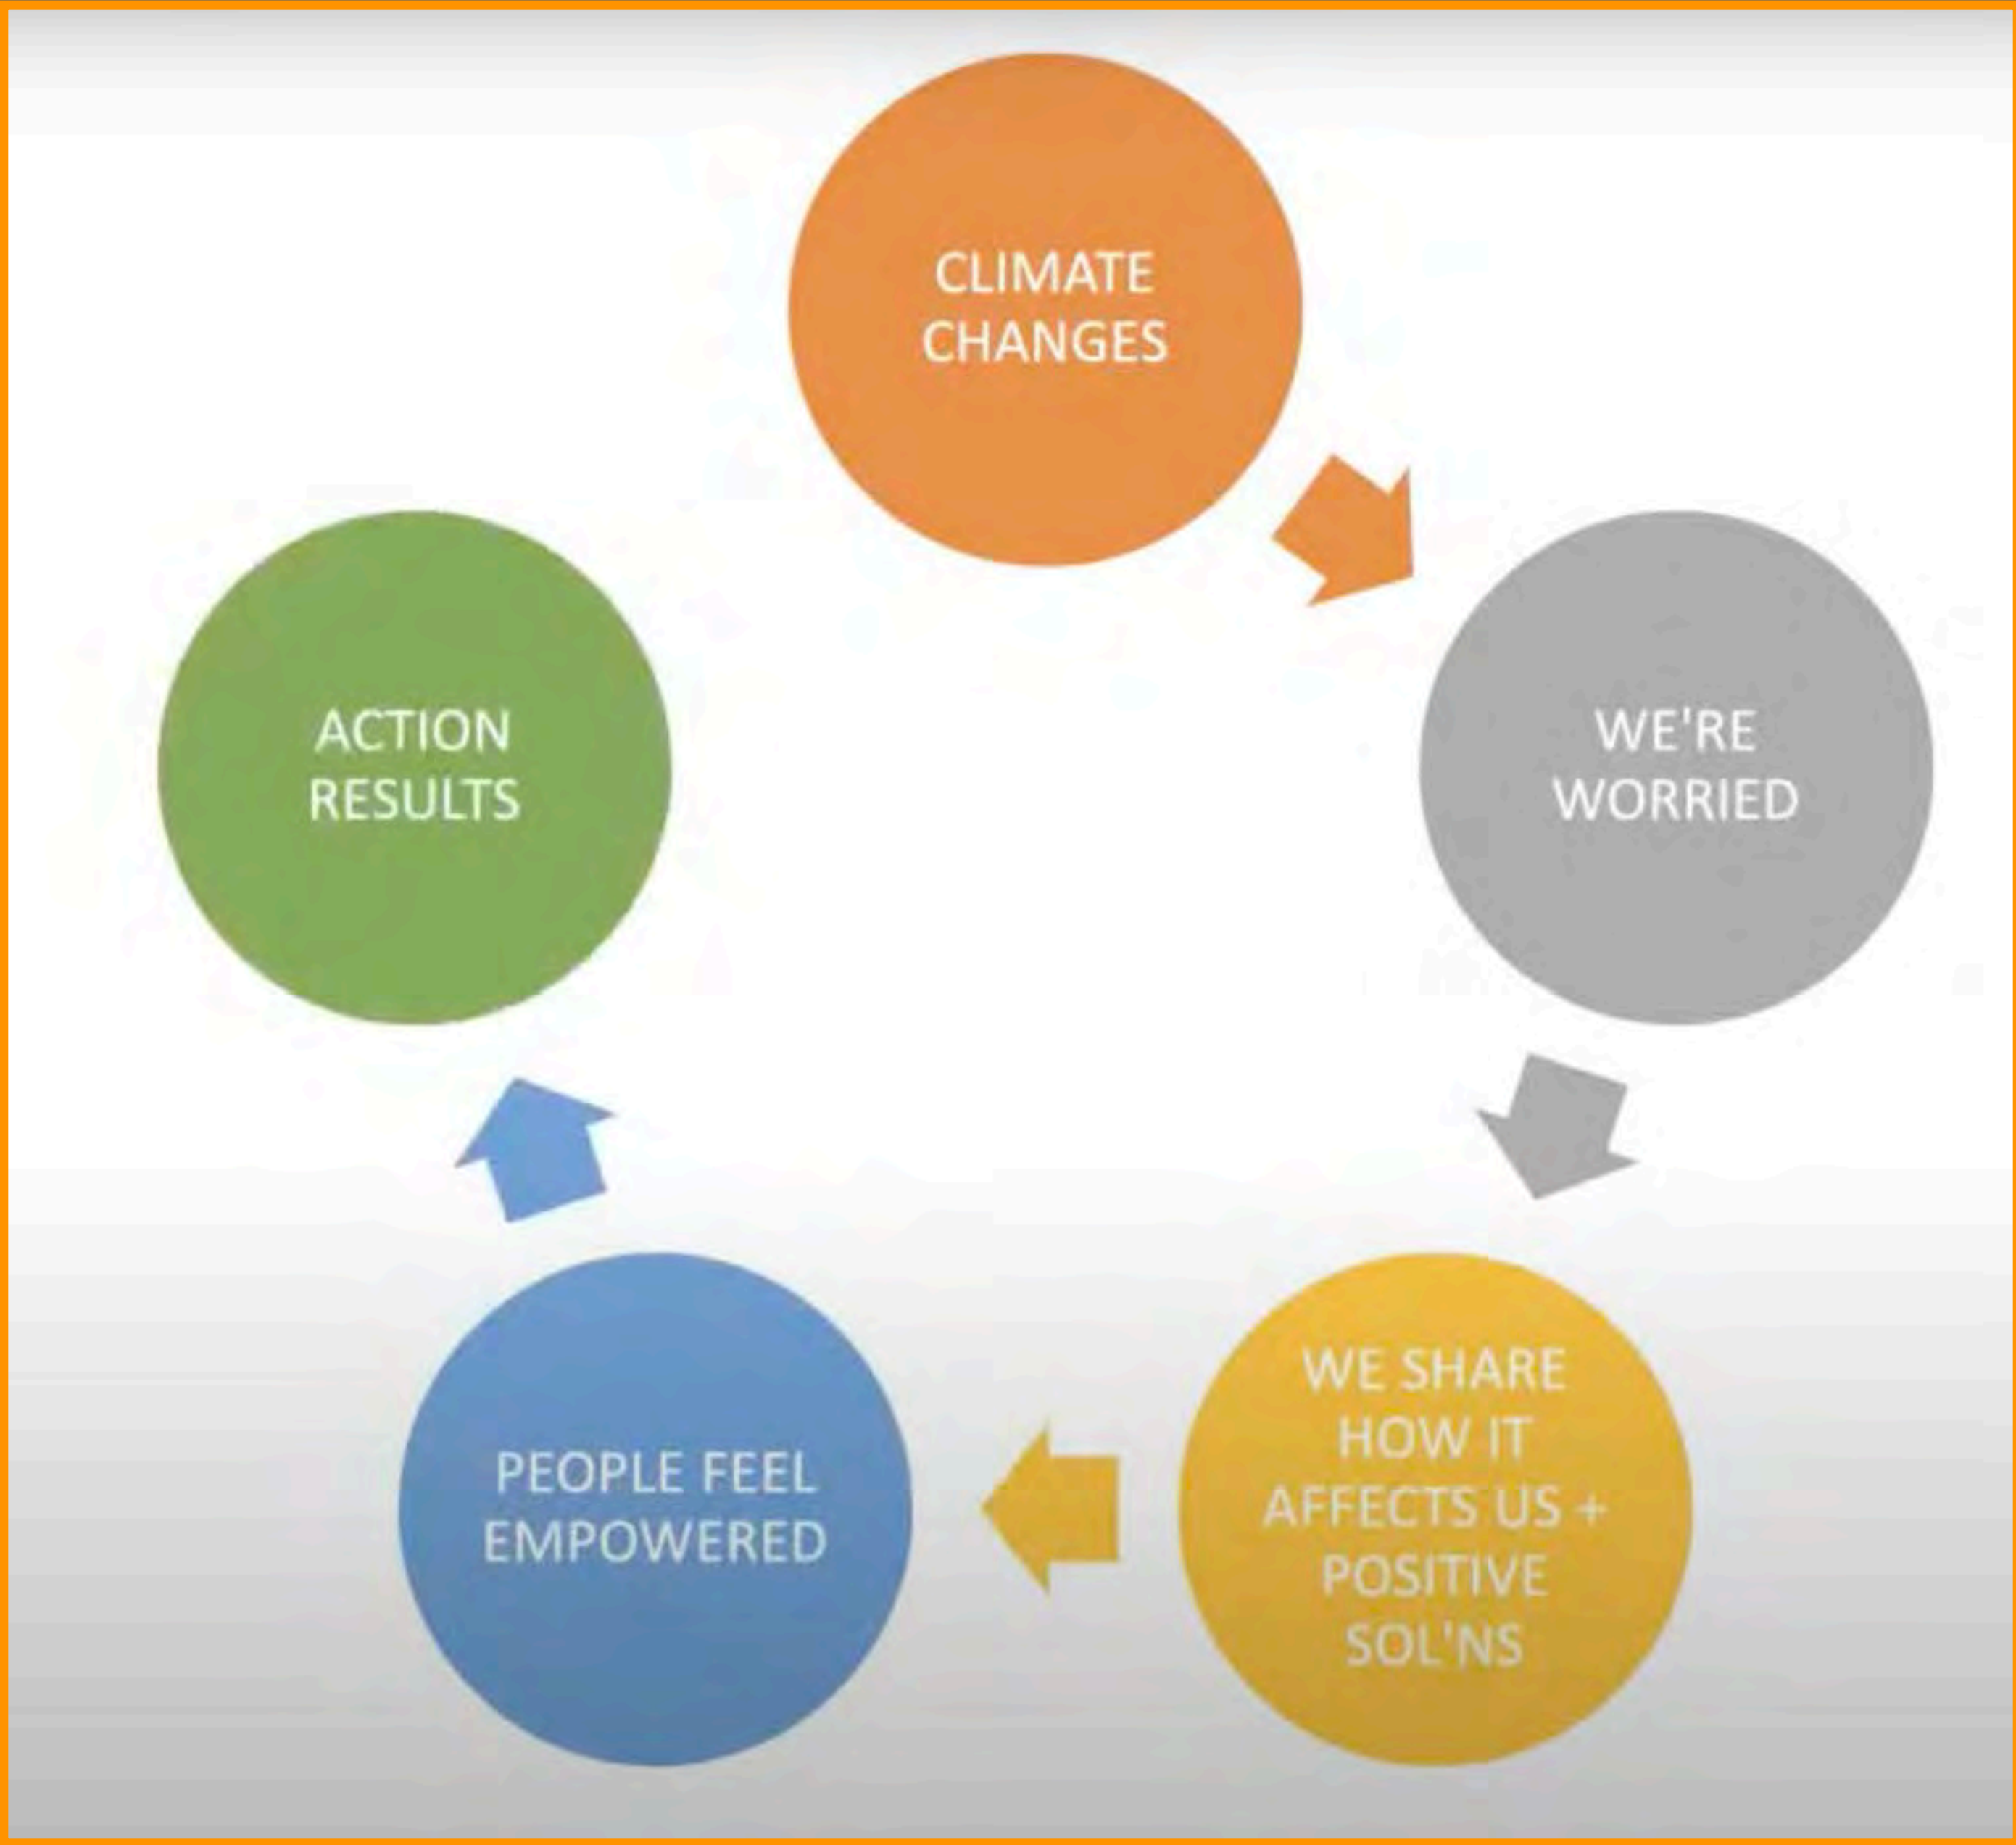 CLIMATE
CHANGES
WE'RE
WORRIED
WE SHARE
HOW IT
AFFECTS US +
POSITIVE
SOL'NS
PEOPLE FEEL
EMPOWERED
ACTION
RESULTS